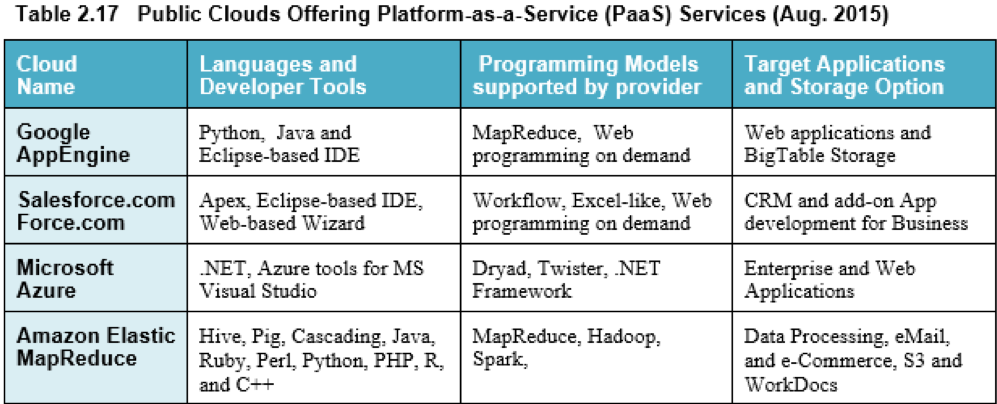 Table 2.17 Public Clouds Offering Platform-as-a-Service (PaaS) Services (Aug. 2015)
Cloud
Name
Languages and
Developer Tools
Programming Models
supported by provider
Target Applications
and Storage Option
Google
AppEngine
Python, Java and
Eclipse-based IDE
MapReduce, Web
programming on demand
Web applications and
BigTable Storage
Salesforce.com
Force.com
Apex, Eclipse-based IDE,
Web-based Wizard
Workflow, Excel-like, Web
programming on demand
CRM and add-on App
development for Business
Microsoft
Azure
.NET, Azure tools for MS
Visual Studio
Dryad, Twister, .NET
Framework
Enterprise and Web
Applications
Amazon Elastic
MapReduce
Hive, Pig, Cascading, Java,
Ruby, Perl, Python, PHP, R,
and C++
MapReduce, Hadoop,
Spark,
Data Processing, eMail,
and e-Commerce, S3 and
WorkDocs